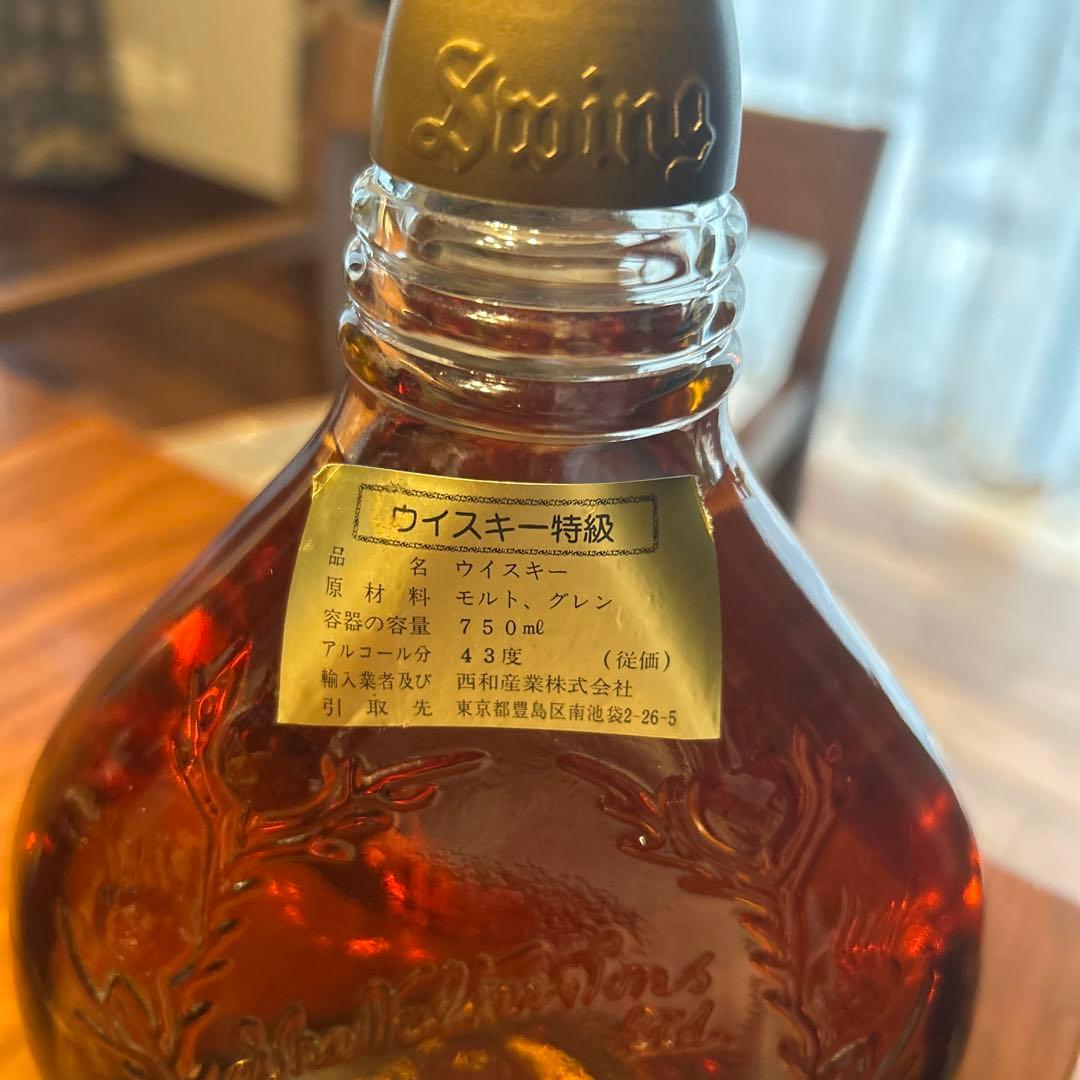 Swing
ウイスキー特級
品名 ウイスキー
原材料 モルト、グレン
容器の容量 750㎖
アルコール分 43度 (従価)
輸入業者及び 西和産業株式会社
引取先 東京都豊島区南池袋2-26-5
Ltd.